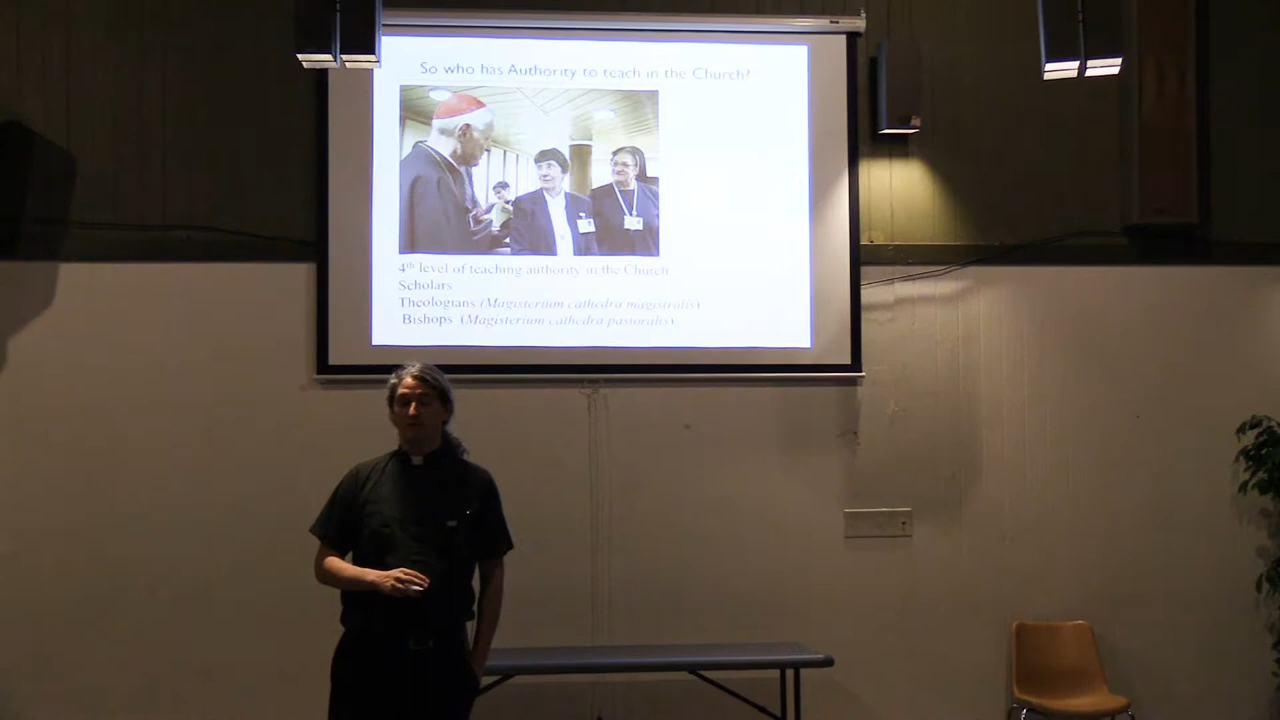 So who has Authority to teach in the Church?
4th level of teaching authority in the Church
Scholars
Theologians (Magisterium cathedra magistralis)
Bishops (Magisterium cathedra pastoralis)